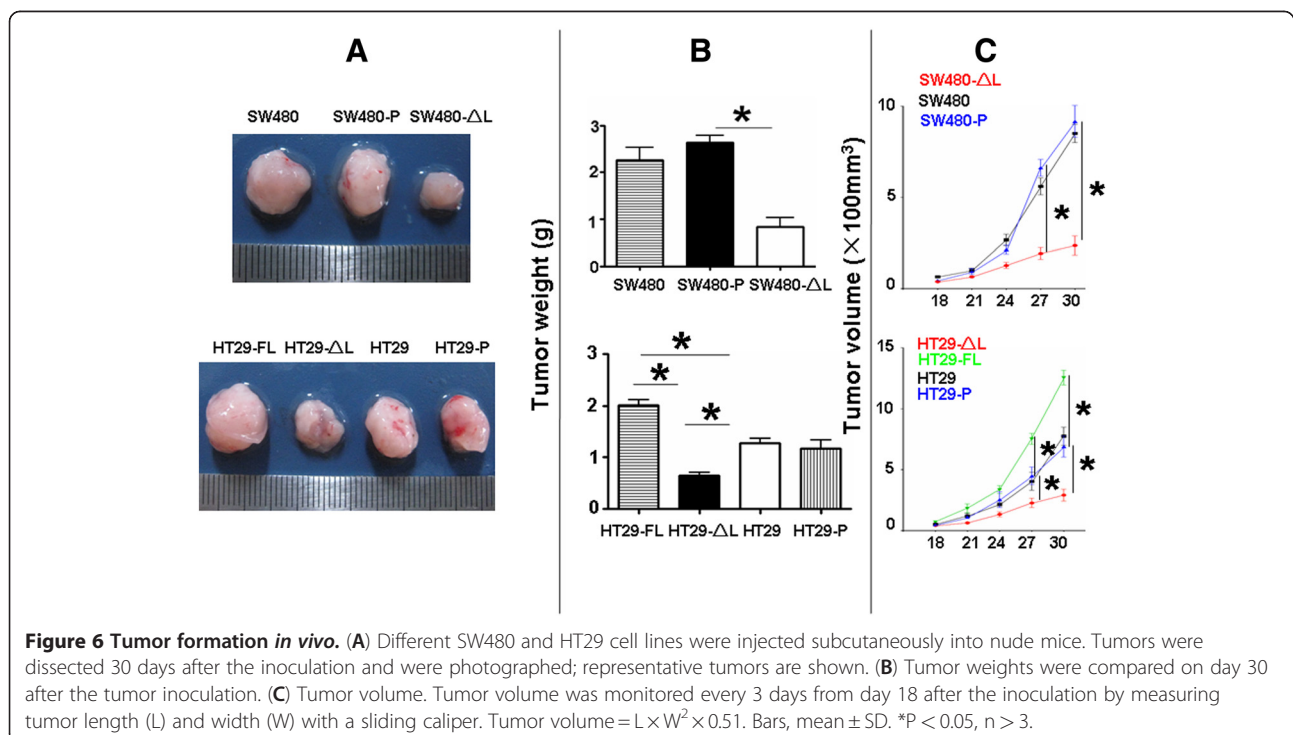 A
SW480 SW480-P SW480-△L
HT29-FL HT29-△L HT29 HT29-P
B
Tumor weight (g)
3
2
1
0
*
SW480 SW480-P SW480-△L
3
2
1
0
*
*
*
HT29-FL HT29-△L HT29 HT29-P
C
Tumor volume (×100mm³)
SW480-△L
SW480
SW480-P
10
5
0
*
*
18 21 24 27 30
HT29-△L
HT29-FL
HT29
HT29-P
15
10
5
0
*
*
*
*
18 21 24 27 30
Figure 6 Tumor formation in vivo. (A) Different SW480 and HT29 cell lines were injected subcutaneously into nude mice. Tumors were
dissected 30 days after the inoculation and were photographed; representative tumors are shown. (B) Tumor weights were compared on day 30
after the tumor inoculation. (C) Tumor volume. Tumor volume was monitored every 3 days from day 18 after the inoculation by measuring
tumor length (L) and width (W) with a sliding caliper. Tumor volume = L × W² × 0.51. Bars, mean ± SD. *P < 0.05, n > 3.